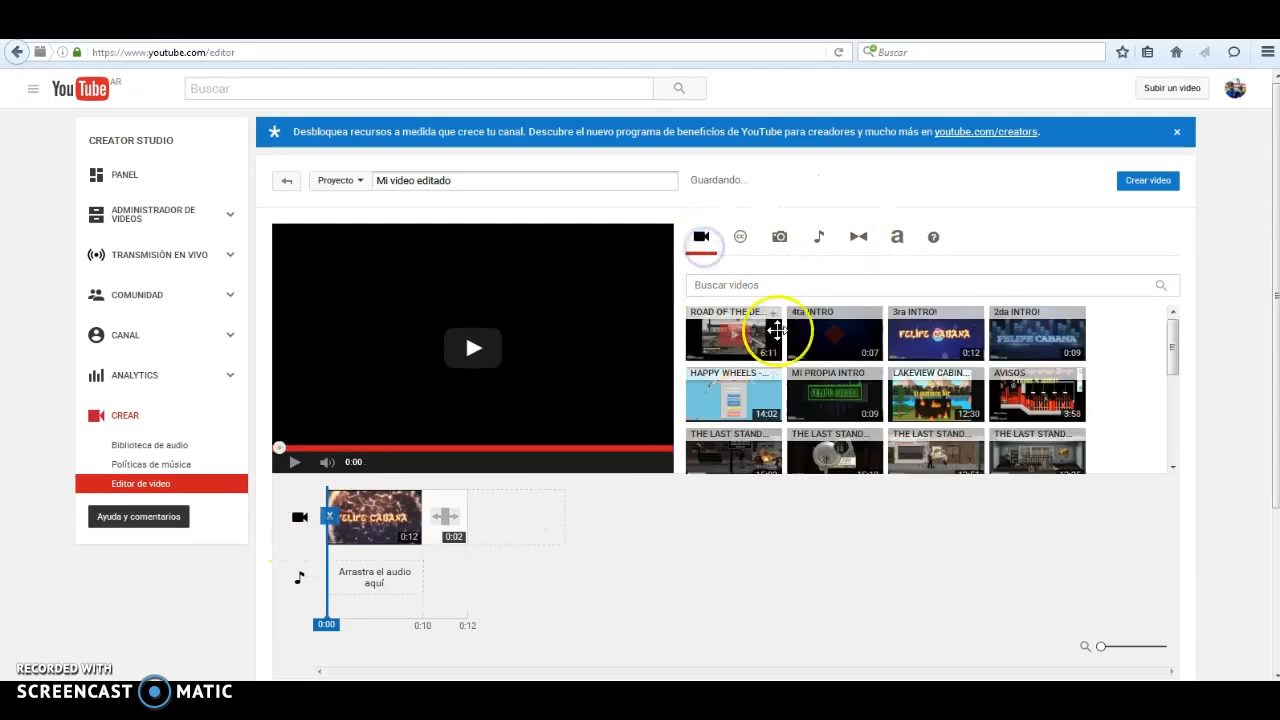 https://www.youtube.com/editor
Buscar
YouTube AR
Buscar
Subir un video
CREATOR STUDIO
PANEL
ADMINISTRADOR DE
VIDEOS
TRANSMISIÓN EN VIVO
COMUNIDAD
CANAL
ANALYTICS
CREAR
Biblioteca de audio
Políticas de música
Editor de video
Ayuda y comentarios
Desbloquea recursos a medida que crece tu canal. Descubre el nuevo programa de beneficios de YouTube para creadores y mucho más en youtube.com/creators.
Proyecto
Mi video editado
Guardando...
Crear video
Buscar videos
ROAD OF THE DE...
4ta INTRO
3ra INTRO!
2da INTRO!
FELIPE CABANA
FELIPE CABANA
6:11
0:07
0:12
0:09
HAPPY WHEELS -...
MI PROPIA INTRO
LAKEVIEW CABIN...
AVISOS
14:02
0:09
12:30
3:58
THE LAST STAND...
THE LAST STAND...
THE LAST STAND...
THE LAST STAND...
0:00
FELIPE CABANA
0:12
0:02
Arrastra el audio
aquí
0:00
0:10
0:12
RECORDED WITH
SCREENCAST MATIC